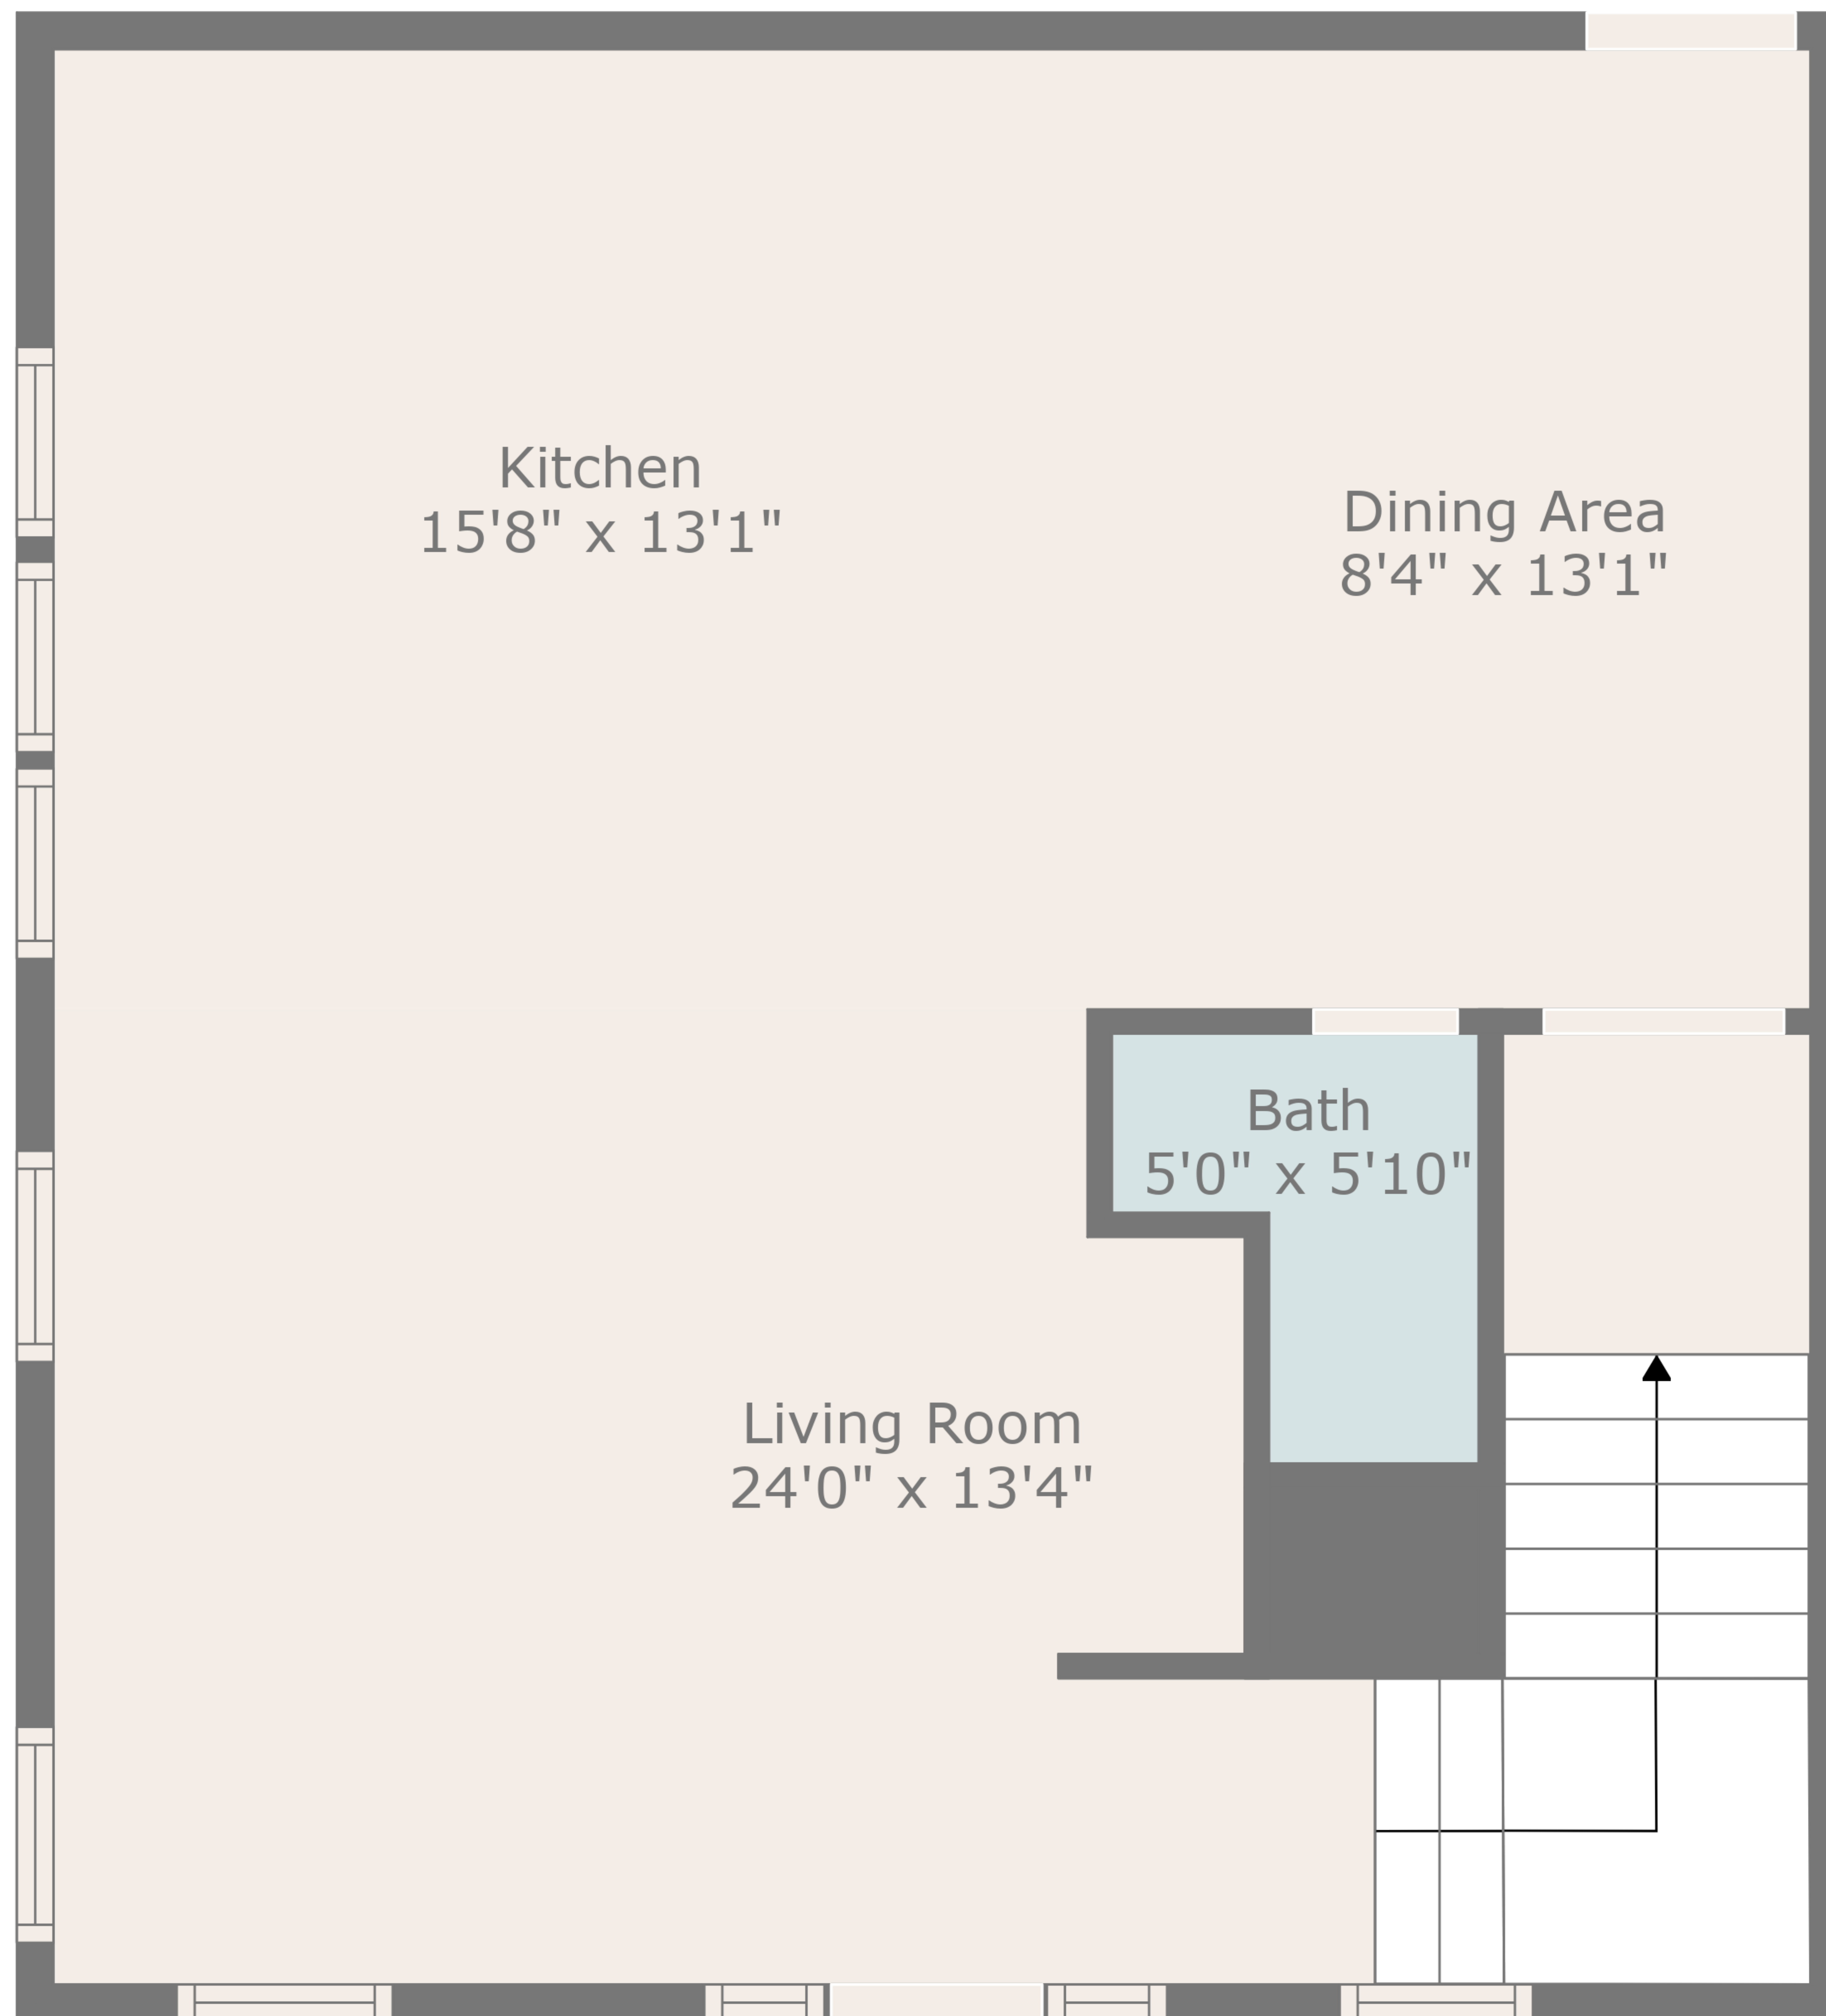 Kitchen
15'8" x 13'1"
Dining Area
8'4" x 13'1"
Bath
5'0" x 5'10"
Living Room
24'0" x 13'4"